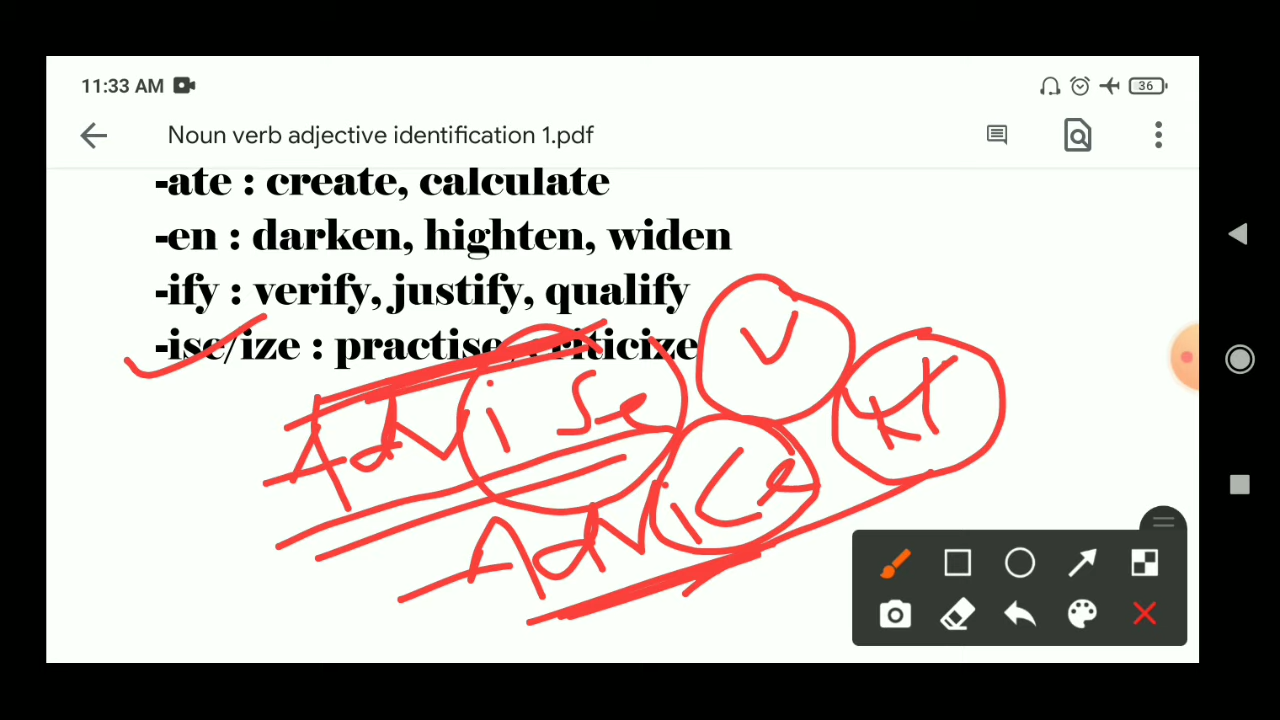 11:33 AM 36
Noun verb adjective identification 1.pdf
-ate : create, calculate
-en : darken, highten, widen
-ify : verify, justify, qualify
-ise/ize : practise, criticize
V
Advise
Advice